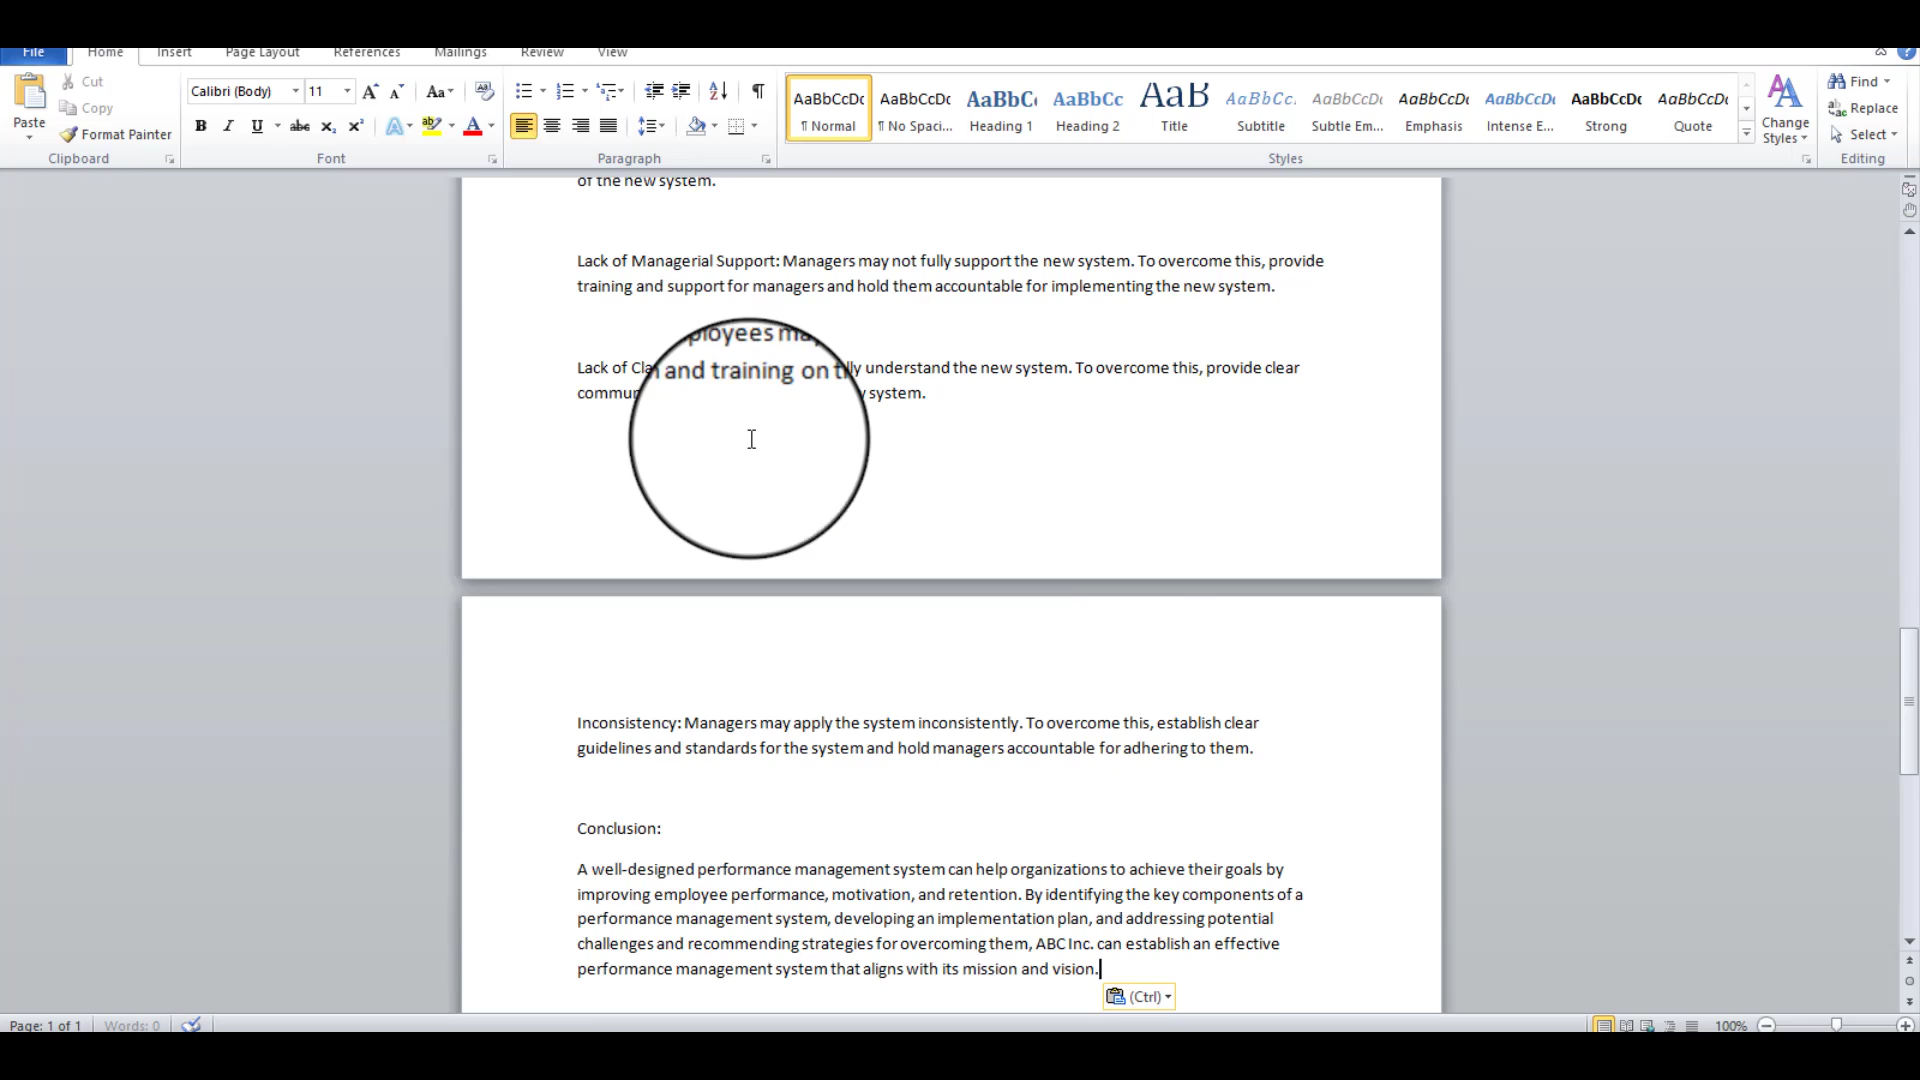 File Home Insert Page Layout References Mailings Review View
Paste
Cut
Copy
Format Painter
Clipboard
Calibri (Body) 11
Font
Paragraph
AaBbCcDc AaBbCcDc AaBbC AaBbCc AaB AaBbCc. AaBbCcDc AaBbCcDc AaBbCcDc AaBbCcDc AaBbCcDc
¶ Normal ¶ No Spaci... Heading 1 Heading 2 Title Subtitle Subtle Em... Emphasis Intense E... Strong Quote
Styles
Change
Styles
Find
Replace
Select
Editing
of the new system.
Lack of Managerial Support: Managers may not fully support the new system. To overcome this, provide
training and support for managers and hold them accountable for implementing the new system.
ployees
Lack of understand the new system. To overcome this, provide clear
and training on
system.
Inconsistency: Managers may apply the system inconsistently. To overcome this, establish clear
guidelines and standards for the system and hold managers accountable for adhering to them.
Conclusion:
A well-designed performance management system can help organizations to achieve their goals by
improving employee performance, motivation, and retention. By identifying the key components of a
performance management system, developing an implementation plan, and addressing potential
challenges and recommending strategies for overcoming them, ABC Inc. can establish an effective
performance management system that aligns with its mission and vision.
(Ctrl)
Page: 1 of 1 Words: 0
100%